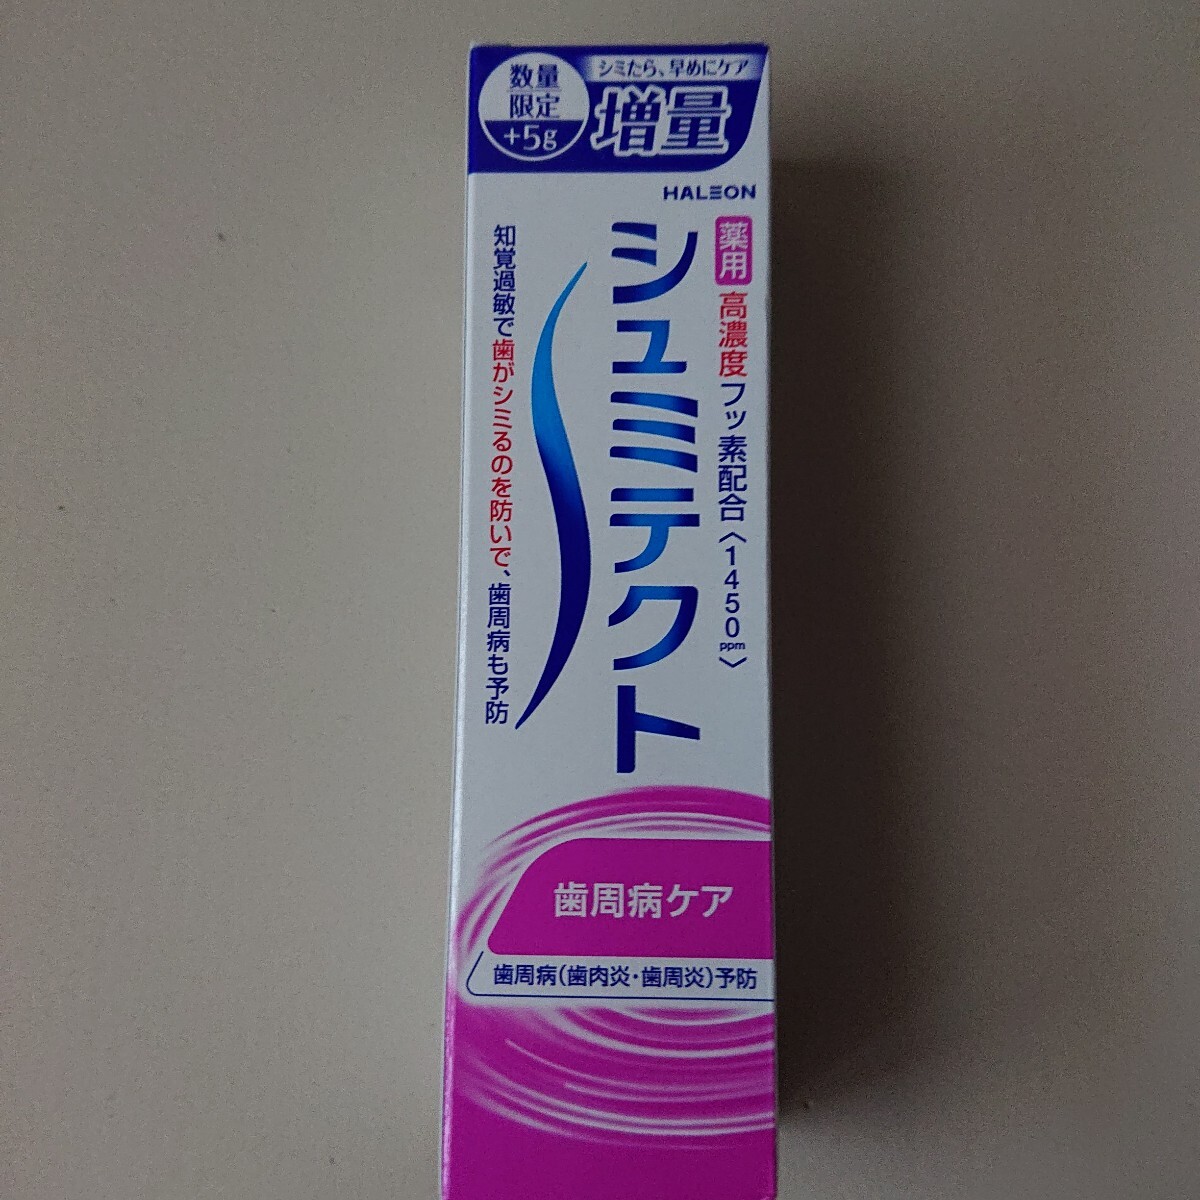 数量
限定
+5g
シミたら、早めにケア
増量
HALEON
薬用
高濃度フッ素配合〈1450ppm〉
シュミテクト
知覚過敏で歯がシミるのを防いで、歯周病も予防
歯周病ケア
歯周病(歯肉炎・歯周炎)予防